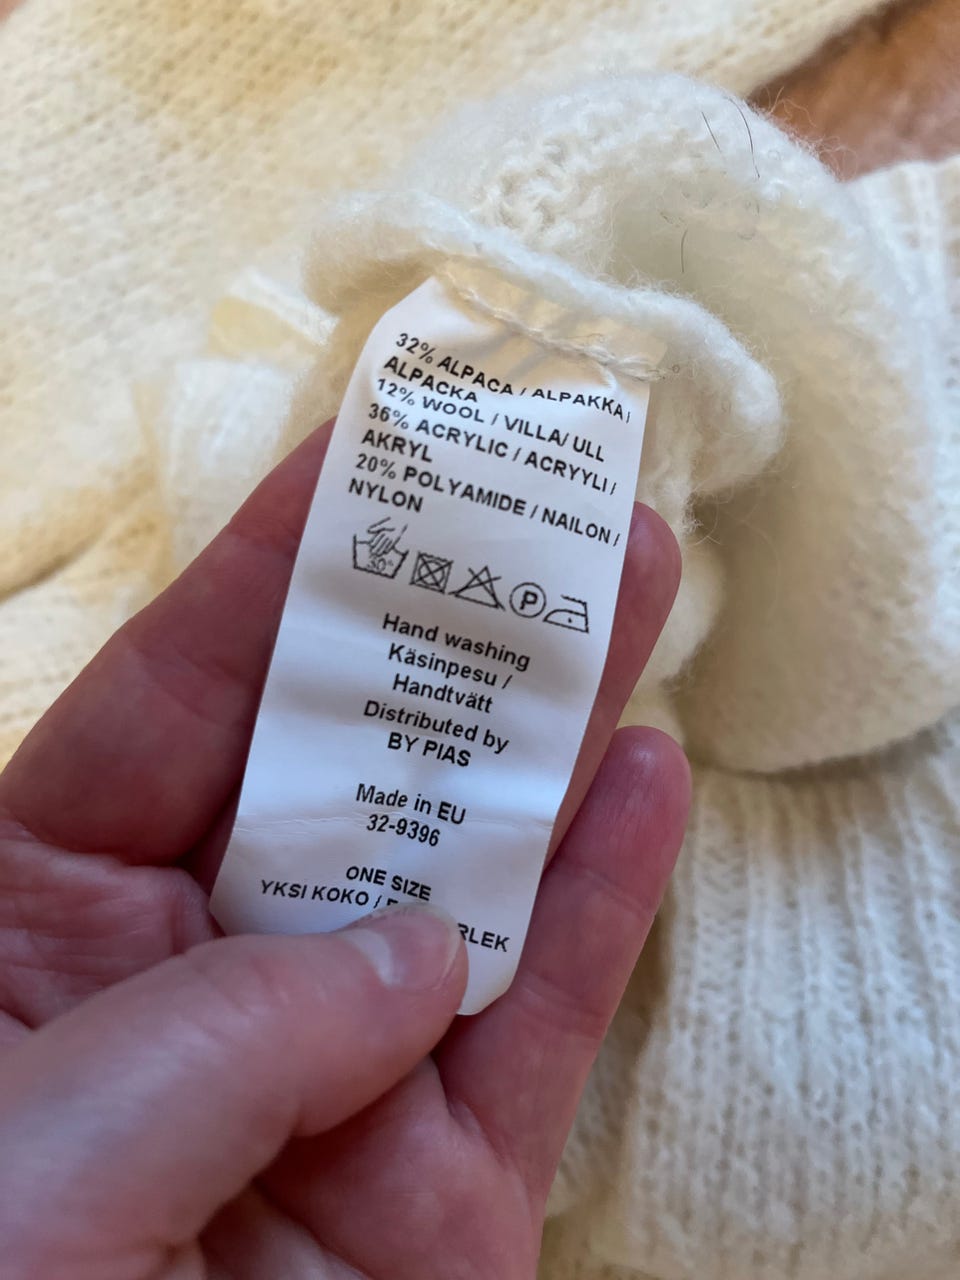 32% ALPACA / ALPAKKA /
ALPACKA
12% WOOL / VILLA/ ULL
36% ACRYLIC / ACRYYLI /
AKRYL
20% POLYAMIDE / NAILON /
NYLON
30°
P
Hand washing
Käsinpesu /
Handtvätt
Distributed by
BY PIAS
Made in EU
32-9396
ONE SIZE
YKSI KOKO /